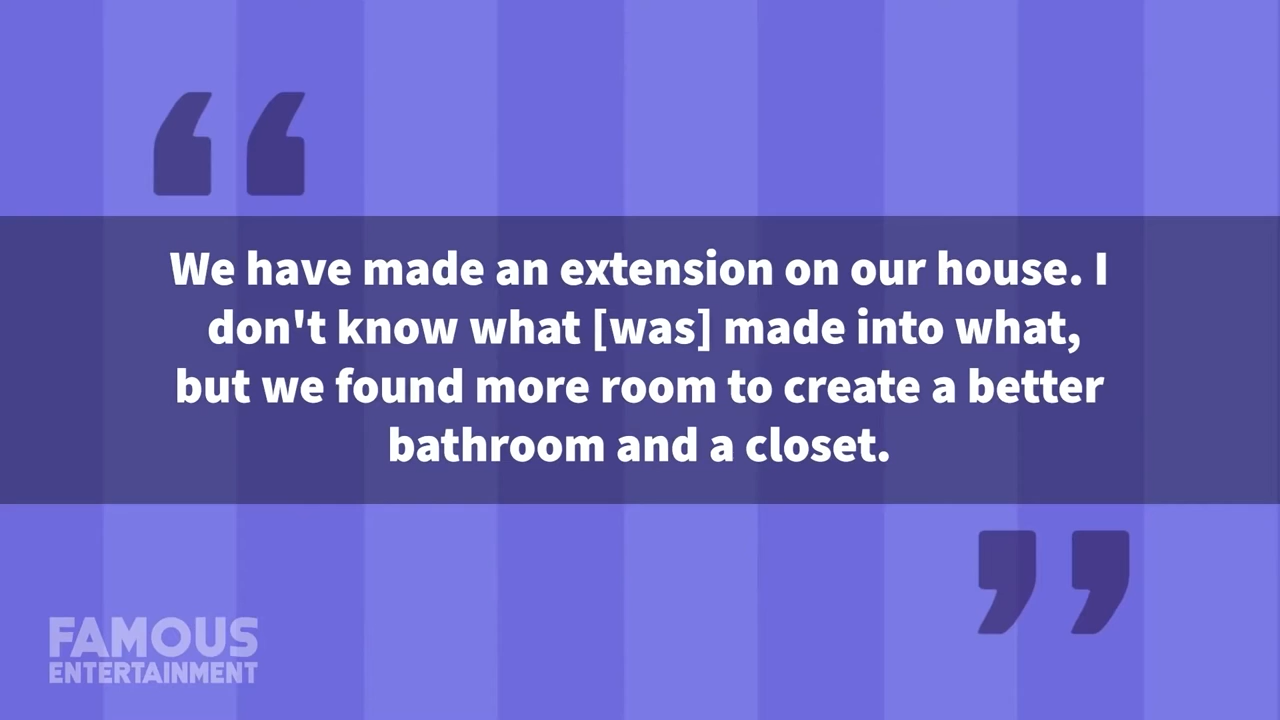 We have made an extension on our house. I
don't know what [was] made into what,
but we found more room to create a better
bathroom and a closet.
FAMOUS
ENTERTAINMENT